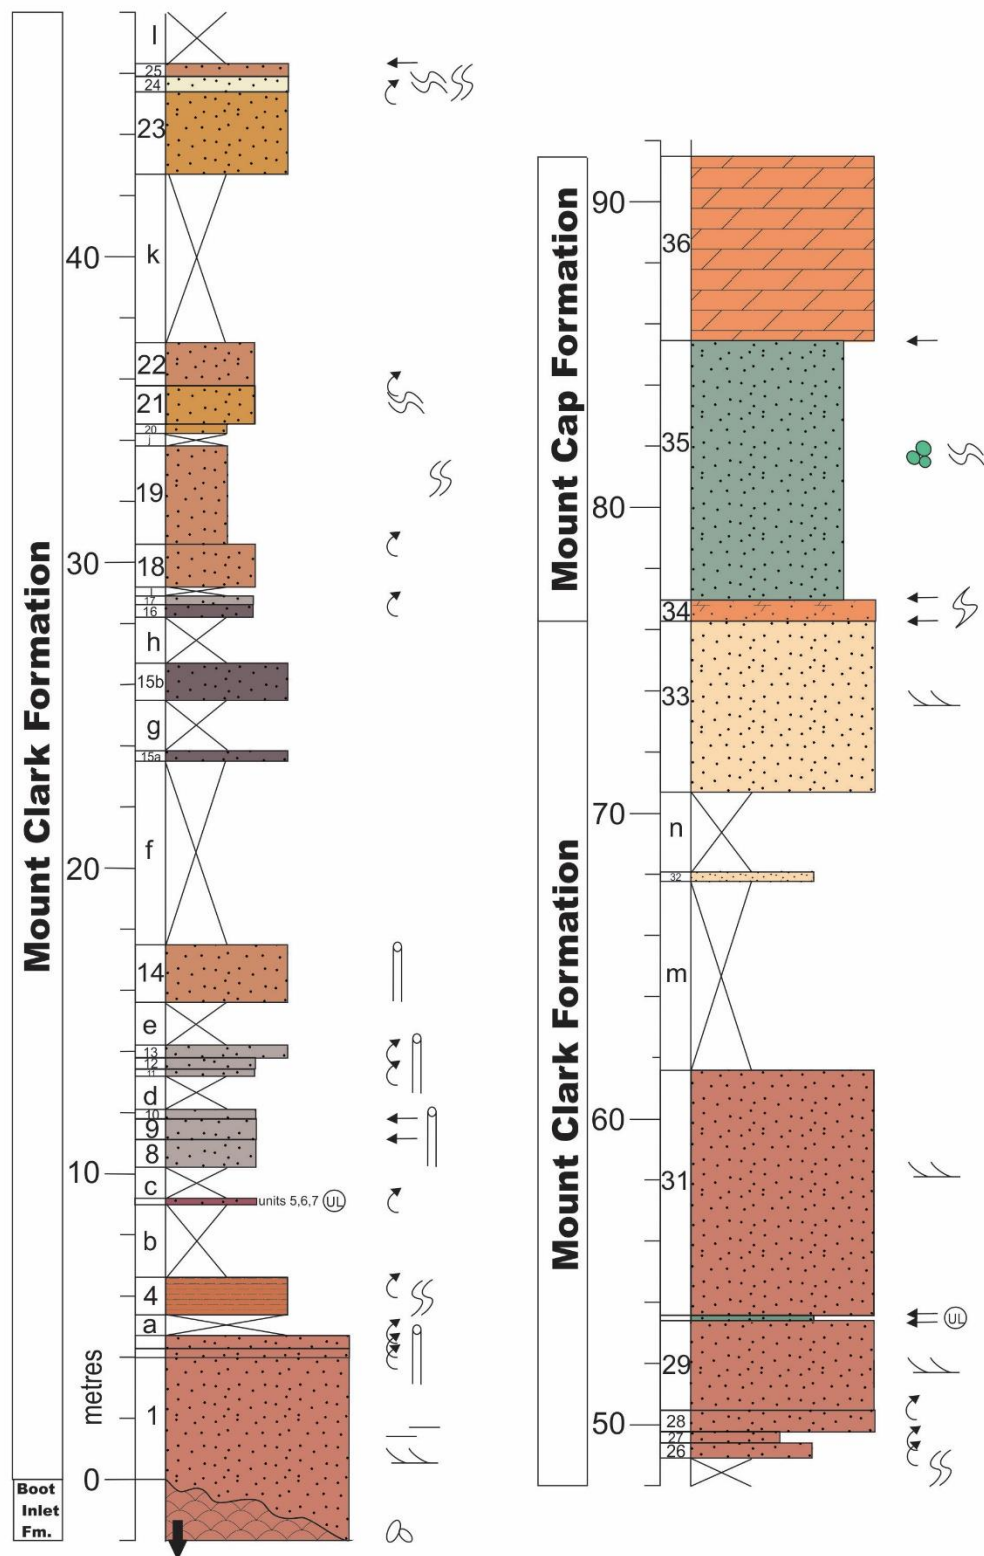 l
25
24
23
40
k
22
21
20
j
19
30
18
i
17
16
h
15b
g
15a
20
f
14
e
13
12
11
d
10
9
8
10
c
units 5,6,7 UL
b
4
a
1
metres
0
Mount Clark Formation
Boot
Inlet
Fm.
90
36
35
80
34
33
70
n
32
m
60
31
UL
29
50
28
27
26
Mount Cap Formation
Mount Clark Formation